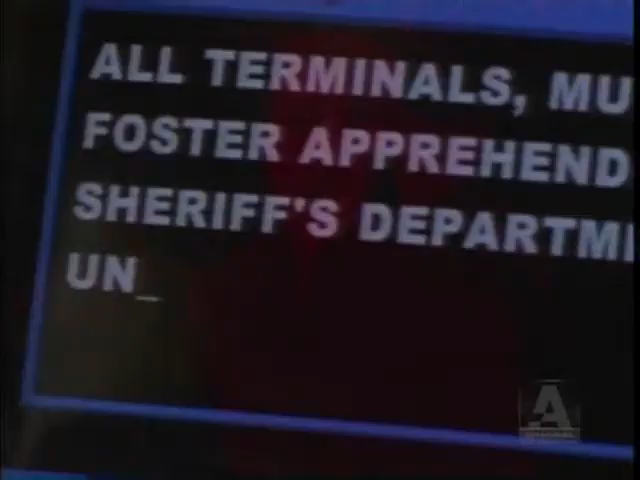 ALL TERMINALS, MU
FOSTER APPREHEND
SHERIFF'S DEPARTM
UN_
A